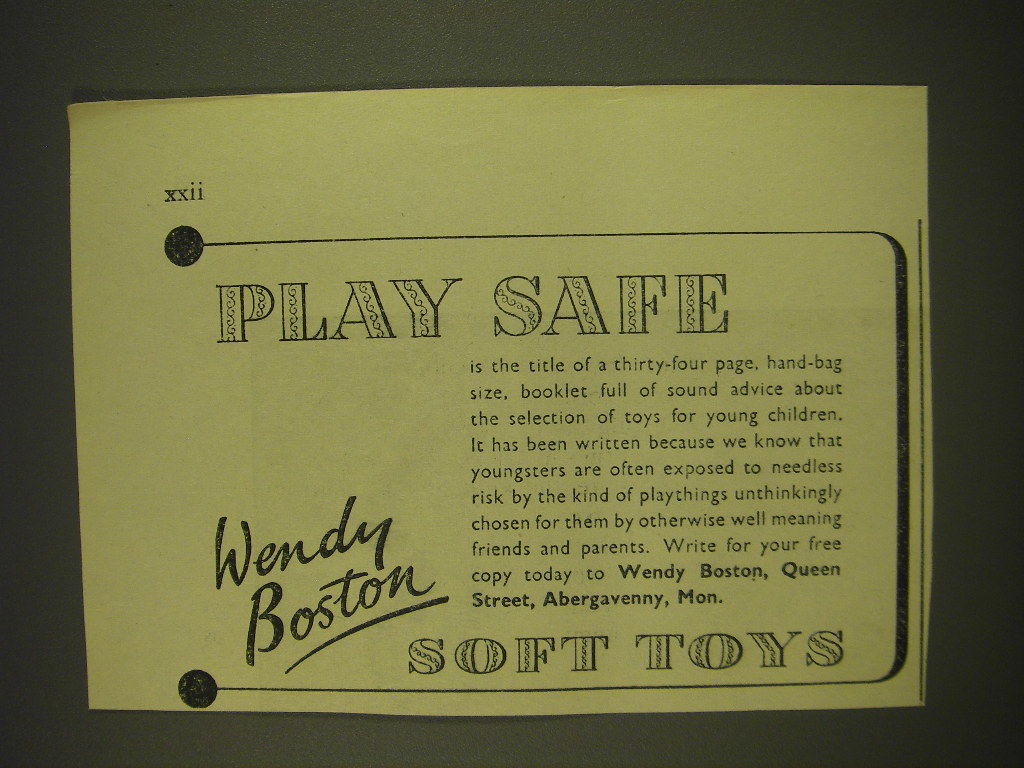 xxii
PLAY SAFE
is the title of a thirty-four page, hand-bag
size, booklet full of sound advice about
the selection of toys for young children.
It has been written because we know that
youngsters are often exposed to needless
risk by the kind of playthings unthinkingly
chosen for them by otherwise well meaning
friends and parents. Write for your free
copy today to Wendy Boston, Queen
Street, Abergavenny, Mon.
Wendy
Boston
SOFT TOYS